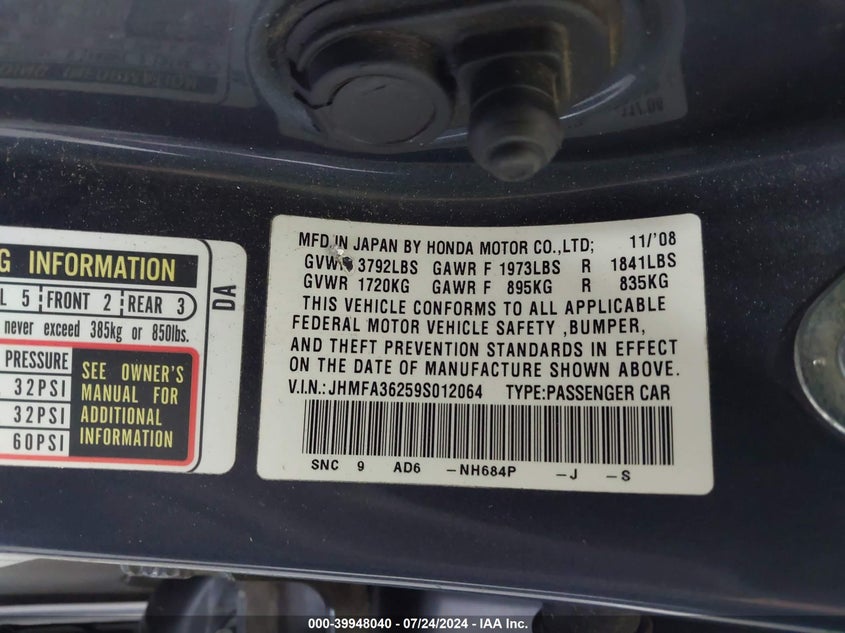 G INFORMATION
L 5 FRONT 2 REAR 3
never exceed 385kg or 850lbs.
PRESSURE
32PSI
32PSI
60PSI
SEE OWNER'S
MANUAL FOR
ADDITIONAL
INFORMATION
DA
MFD IN JAPAN BY HONDA MOTOR CO.,LTD; 11/'08
GVWR 3792LBS GAWR F 1973LBS R 1841LBS
GVWR 1720KG GAWR F 895KG R 835KG
THIS VEHICLE CONFORMS TO ALL APPLICABLE
FEDERAL MOTOR VEHICLE SAFETY ,BUMPER,
AND THEFT PREVENTION STANDARDS IN EFFECT
ON THE DATE OF MANUFACTURE SHOWN ABOVE.
V.I.N.: JHMFA36259S012064 TYPE:PASSENGER CAR
SNC 9 AD6 -NH684P -J -S
000-39948040 - 07/24/2024 - IAA Inc.